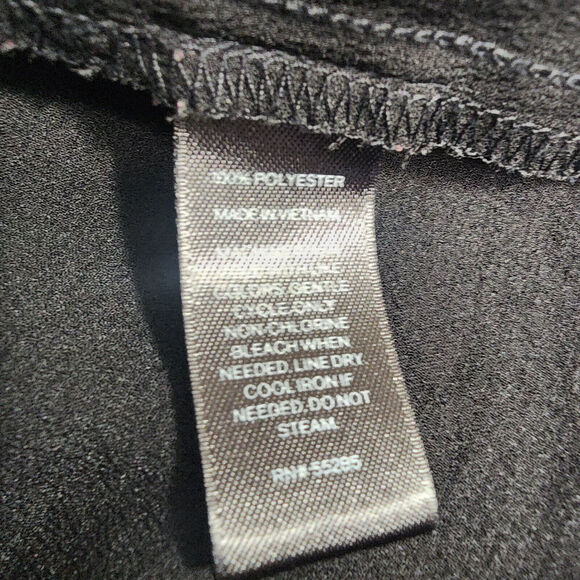 100% POLYESTER
MADE IN VIETNAM
COLORS. GENTLE
CYCLE. ONLY
NON-CHLORINE
BLEACH WHEN
NEEDED. LINE DRY.
COOL IRON IF
NEEDED. DO NOT
STEAM.
RN# 55285